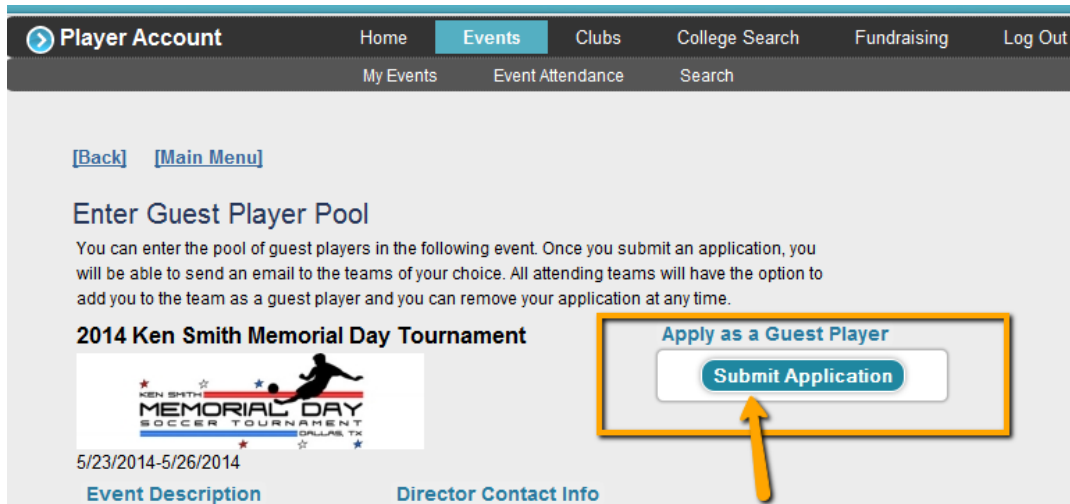 Player Account Home Events Clubs College Search Fundraising Log Out
My Events Event Attendance Search
[Back] [Main Menu]
Enter Guest Player Pool
You can enter the pool of guest players in the following event. Once you submit an application, you
will be able to send an email to the teams of your choice. All attending teams will have the option to
add you to the team as a guest player and you can remove your application at any time.
2014 Ken Smith Memorial Day Tournament
Apply as a Guest Player
Submit Application
KEN SMITH
MEMORIAL DAY
SOCCER TOURNAMENT
DALLAS, TX
5/23/2014-5/26/2014
Event Description Director Contact Info